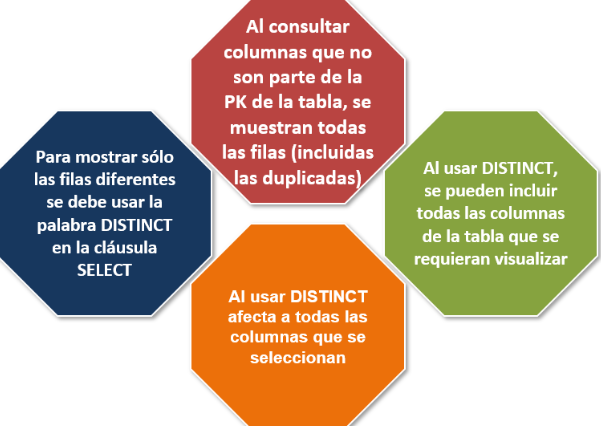 Al consultar
columnas que no
son parte de la
PK de la tabla, se
muestran todas
las filas (incluidas
las duplicadas)
Para mostrar sólo
las filas diferentes
se debe usar la
palabra DISTINCT
en la cláusula
SELECT
Al usar DISTINCT,
se pueden incluir
todas las columnas
de la tabla que se
requieran visualizar
Al usar DISTINCT
afecta a todas las
columnas que se
seleccionan